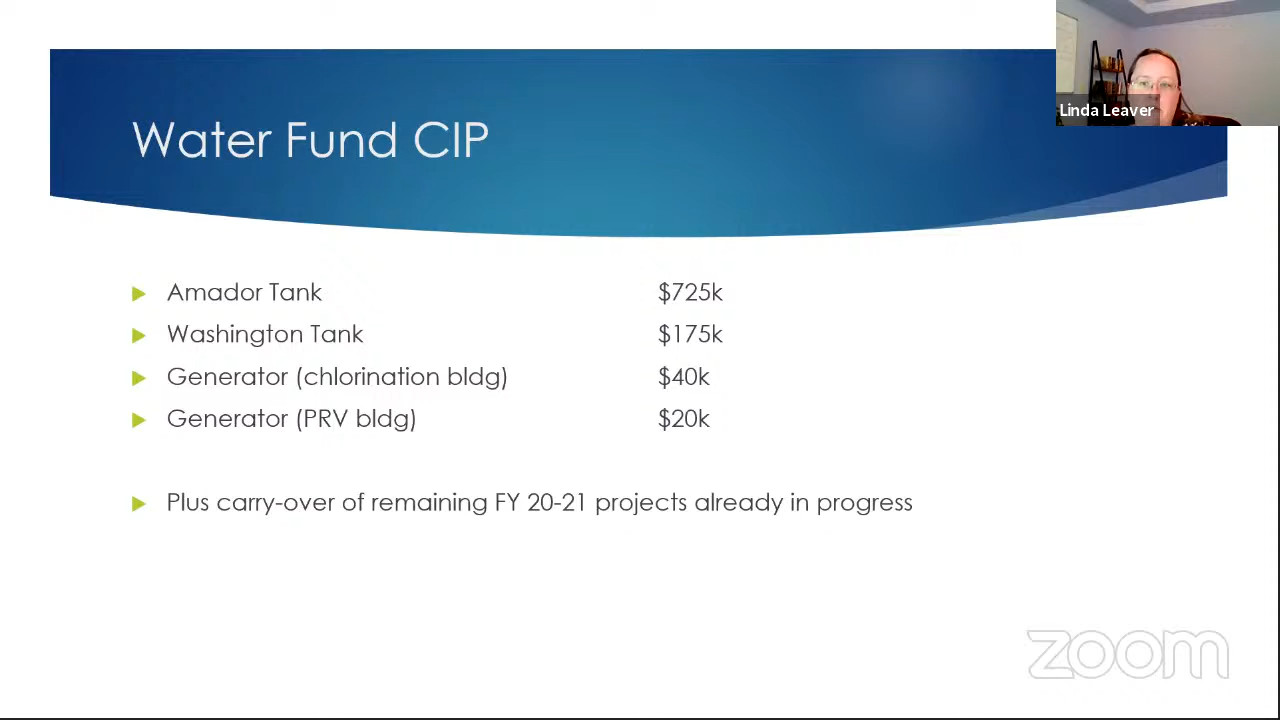 Linda Leaver
Water Fund CIP
Amador Tank $725k
Washington Tank $175k
Generator (chlorination bldg) $40k
Generator (PRV bldg) $20k
Plus carry-over of remaining FY 20-21 projects already in progress
zoom